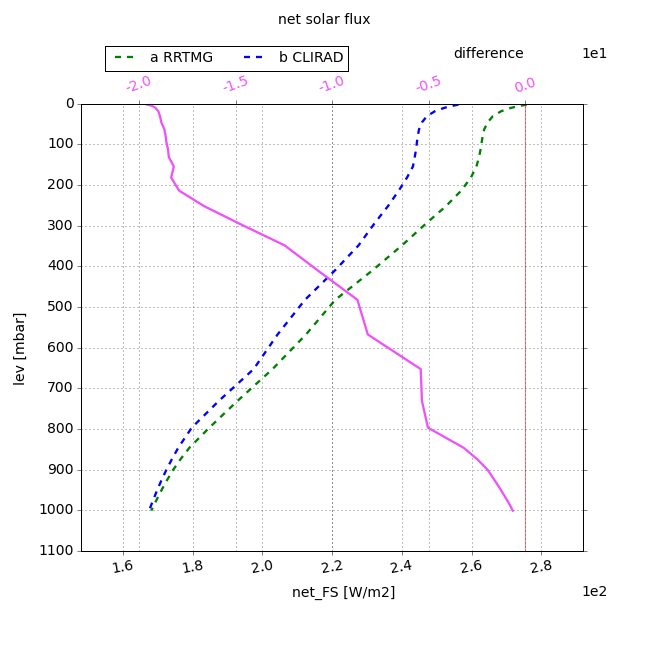 net solar flux
a RRTMG b CLIRAD difference 1e1
-2.0 -1.5 -1.0 -0.5 0.0
0
100
200
300
400
500
600
700
800
900
1000
1100
lev [mbar]
1.6 1.8 2.0 2.2 2.4 2.6 2.8
net_FS [W/m2] 1e2